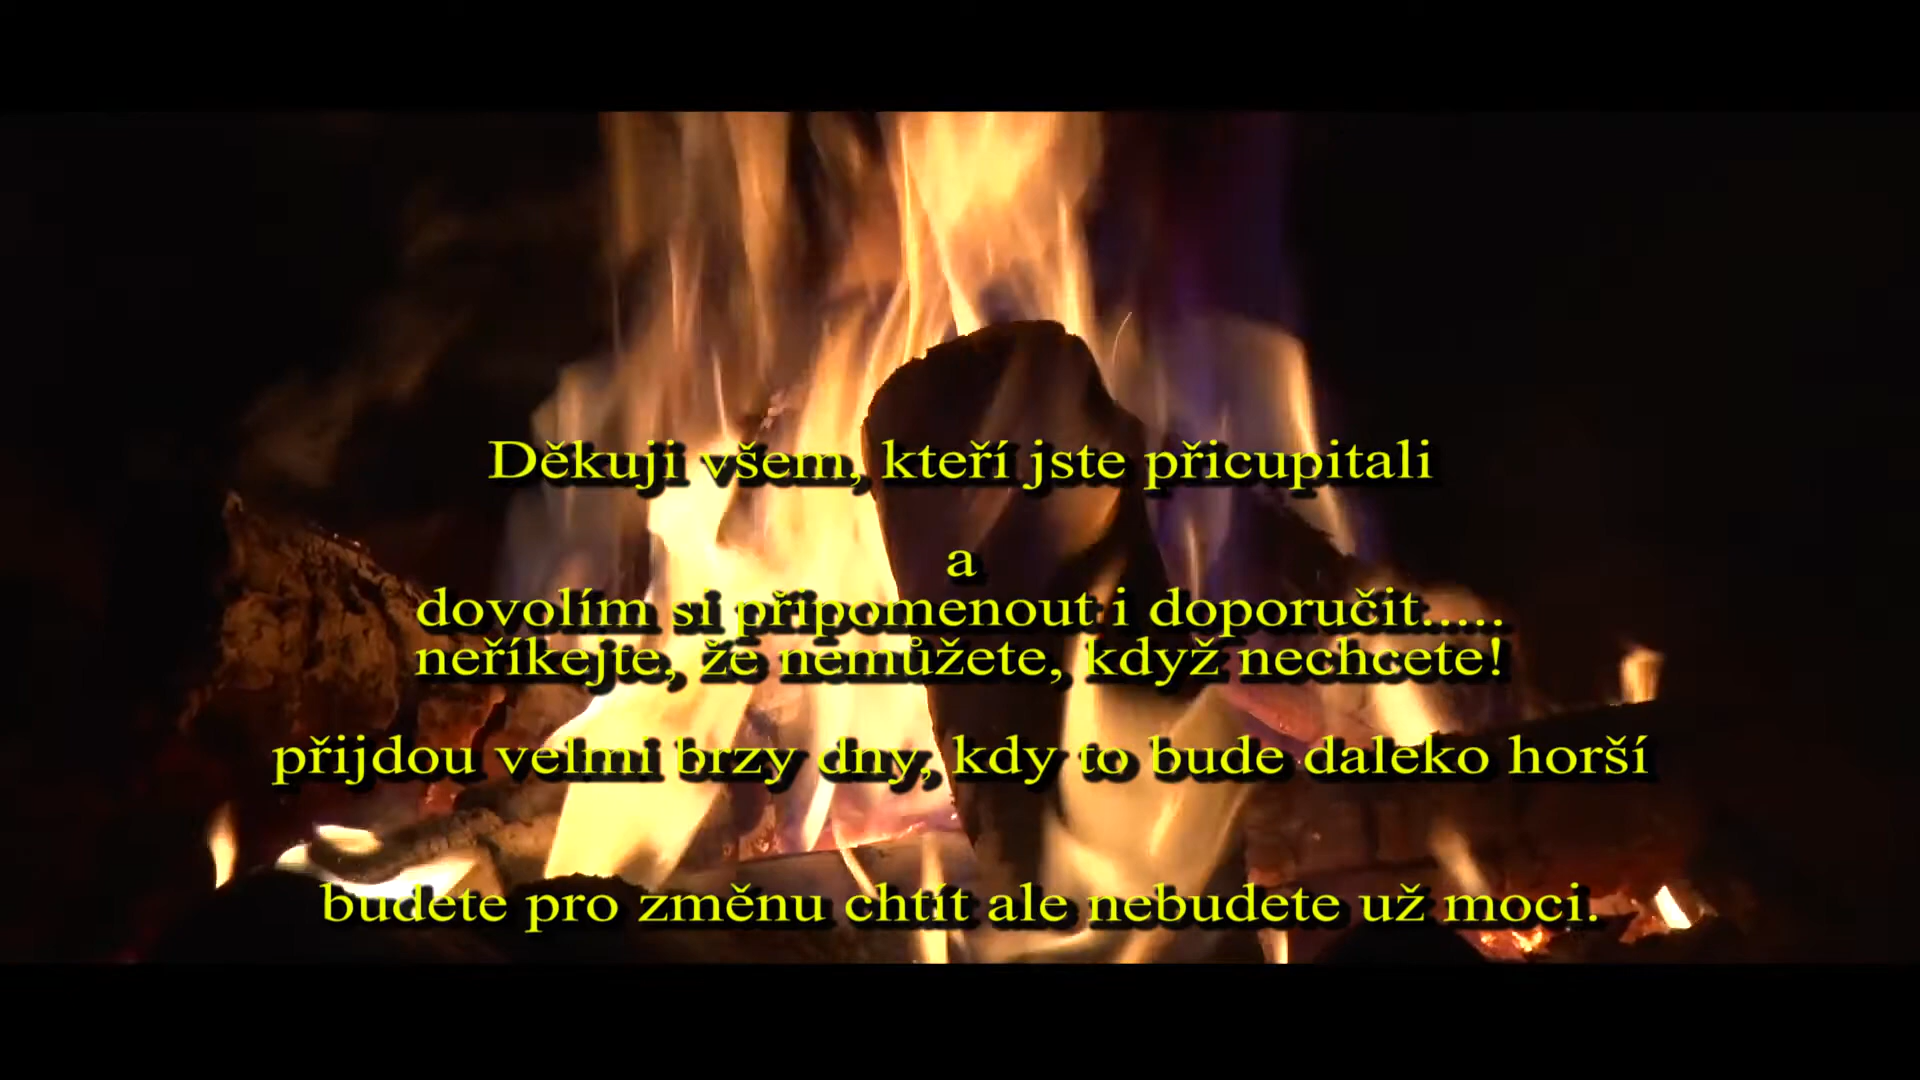 Děkuji všem, kteří jste přicupitali
a
dovolím si připomenout i doporučit.....
neříkejte, že nemůžete, když nechcete!
přijdou velmi brzy dny, kdy to bude daleko horší
budete pro změnu chtít ale nebudete už moci.